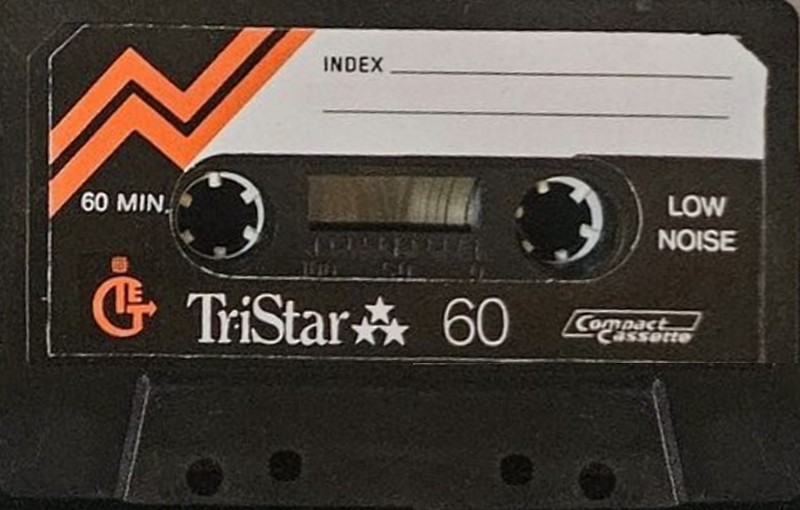 INDEX
60 MIN.
LOW
NOISE
TriStar 60
Compact
Cassette